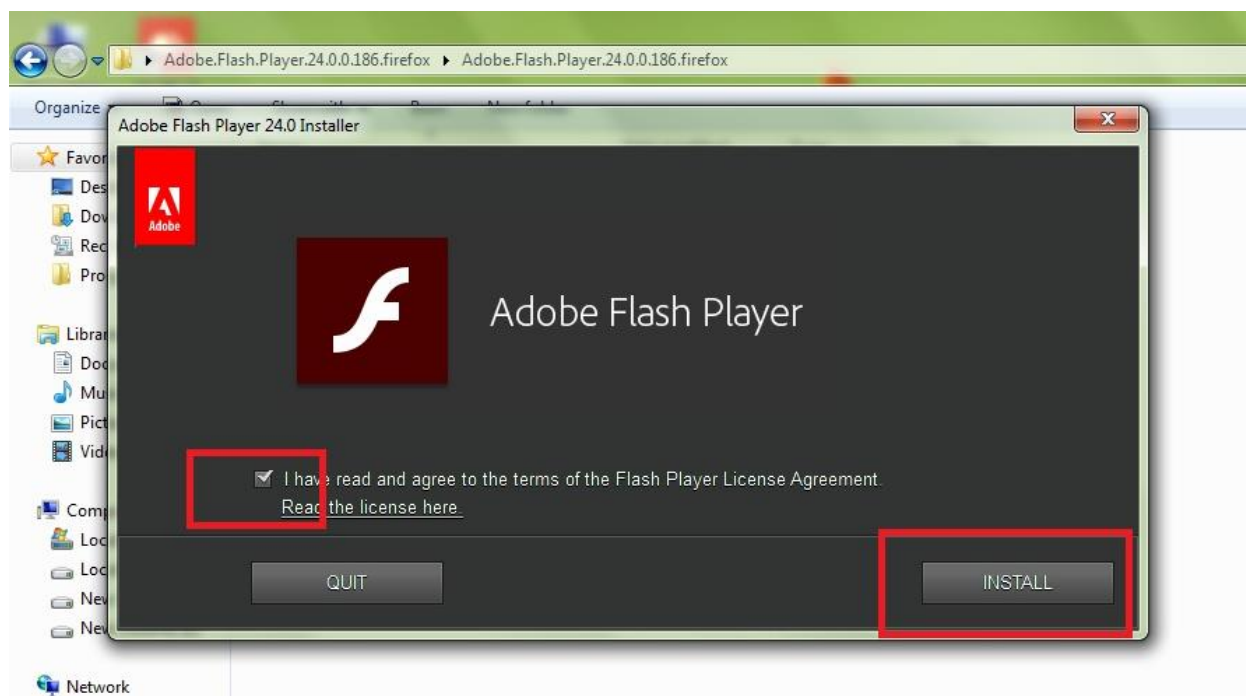 Adobe.Flash.Player.24.0.0.186.firefox Adobe.Flash.Player.24.0.0.186.firefox
Organize
Adobe Flash Player 24.0 Installer
Adobe
Adobe Flash Player
I have read and agree to the terms of the Flash Player License Agreement.
Read the license here.
QUIT
INSTALL
Network